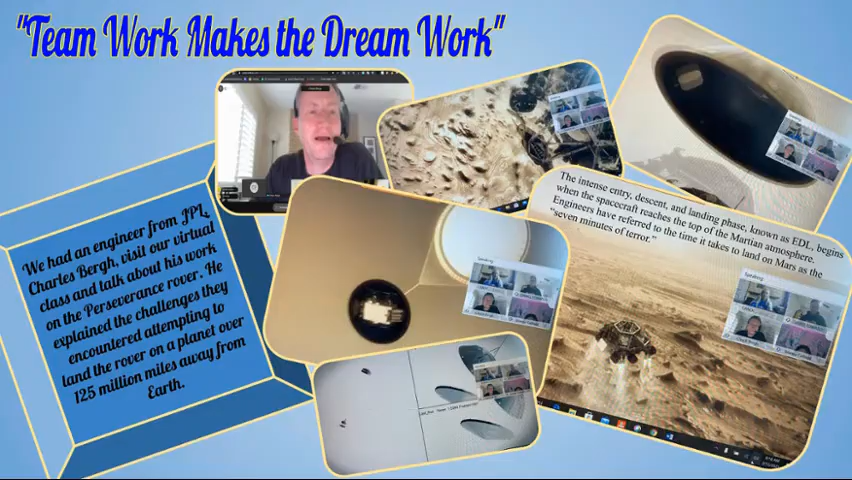 "Team Work Makes the Dream Work"
We had an engineer from JPL,
Charles Bergh, visit our virtual
class and talk about his work
on the Perseverance rover. He
explained the challenges they
encountered attempting to
land the rover on a planet over
125 million miles away from
Earth.
The intense entry, descent, and landing phase, known as EDL, begins
when the spacecraft reaches the top of the Martian atmosphere.
Engineers have referred to the time it takes to land on Mars as the
"seven minutes of terror."
Speaking: